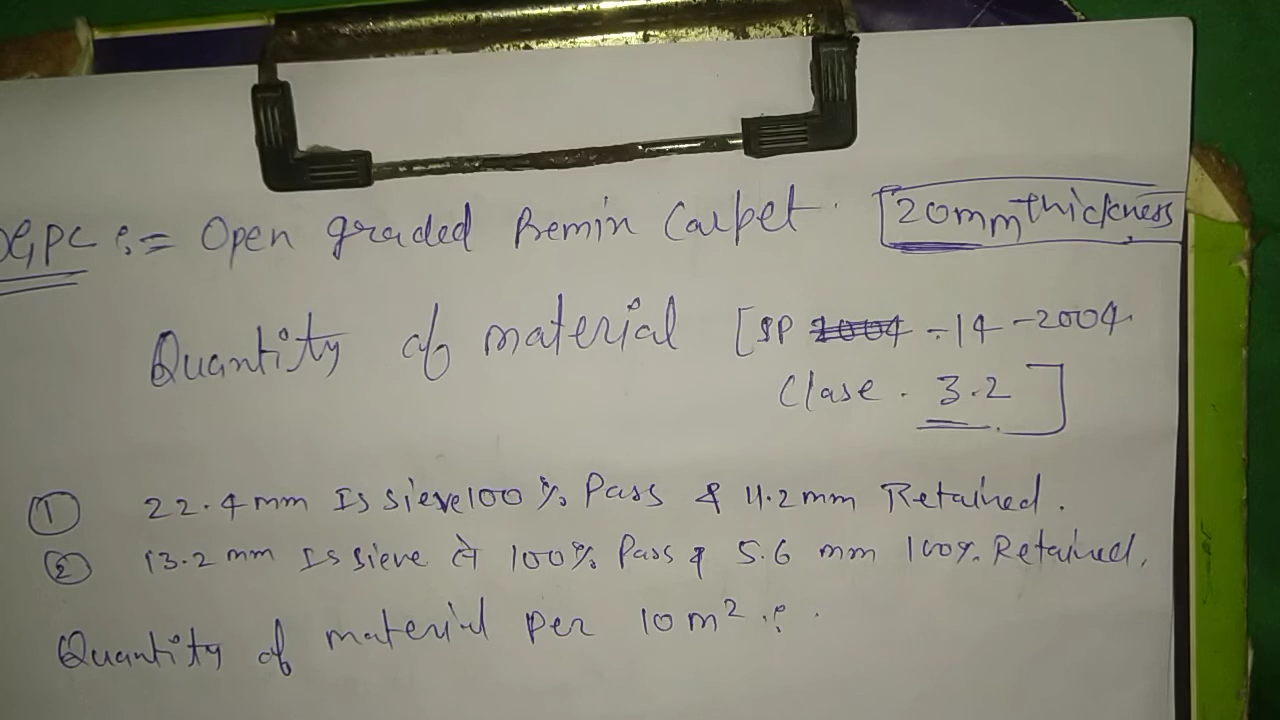 OGPC := Open graded Premin Carpet. [20mm thickness
Quantity of material [SP 2004 -14 -2004.
Clase. 3.2]
① 22.4 mm Is sieve 100 % Pass & 11.2 mm Retained.
② 13.2 mm Is sieve से 100% Pass & 5.6 mm 100% Retained,
Quantity of material Per 10 m² :-